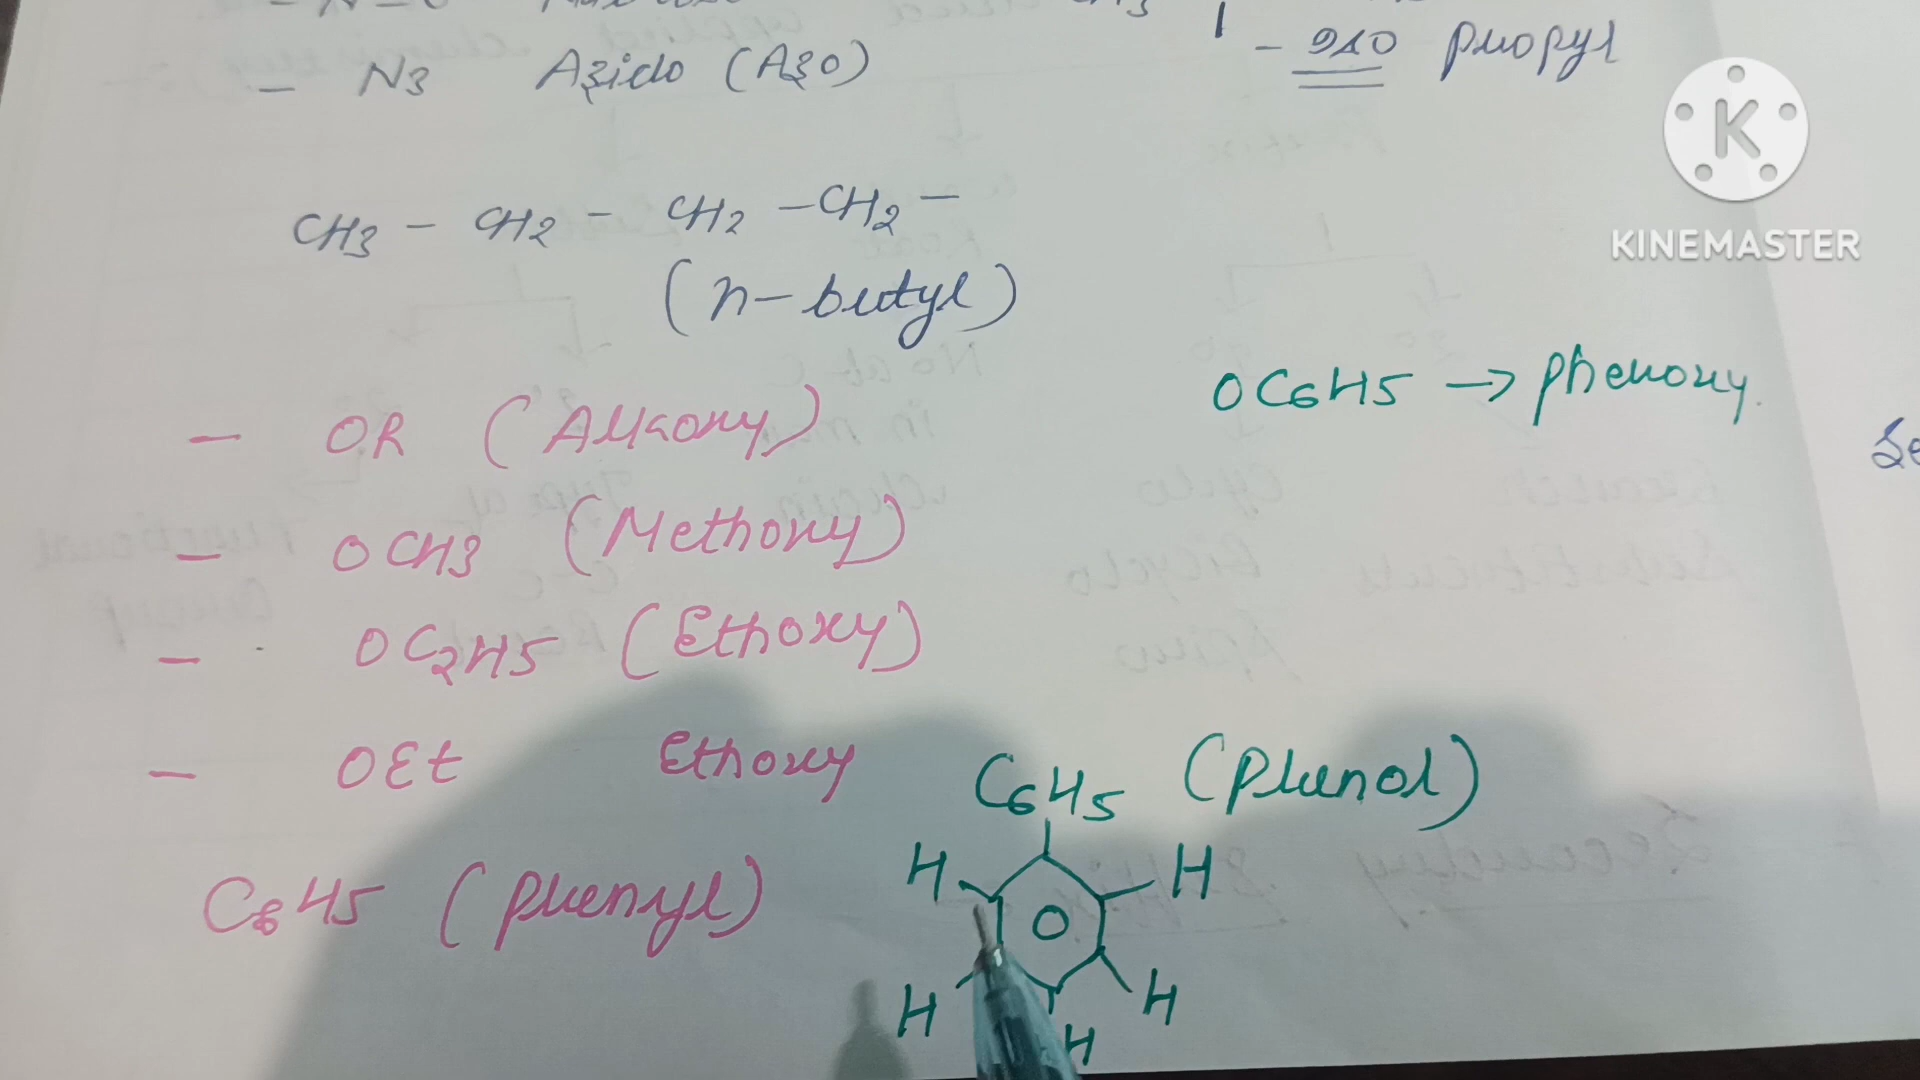 - N3 Azido (Azo)
- iso propyl
KINEMASTER
CH3 - CH2 - CH2 - CH2 -
(n-butyl)
OC6H5 → phenoxy
- OR (Alkoxy)
- OCH3 (Methoxy)
- OC2H5 (Ethoxy)
- OEt Ethoxy
C6H5 (phenol)
C6H5 (phenyl)
H H
H H
H